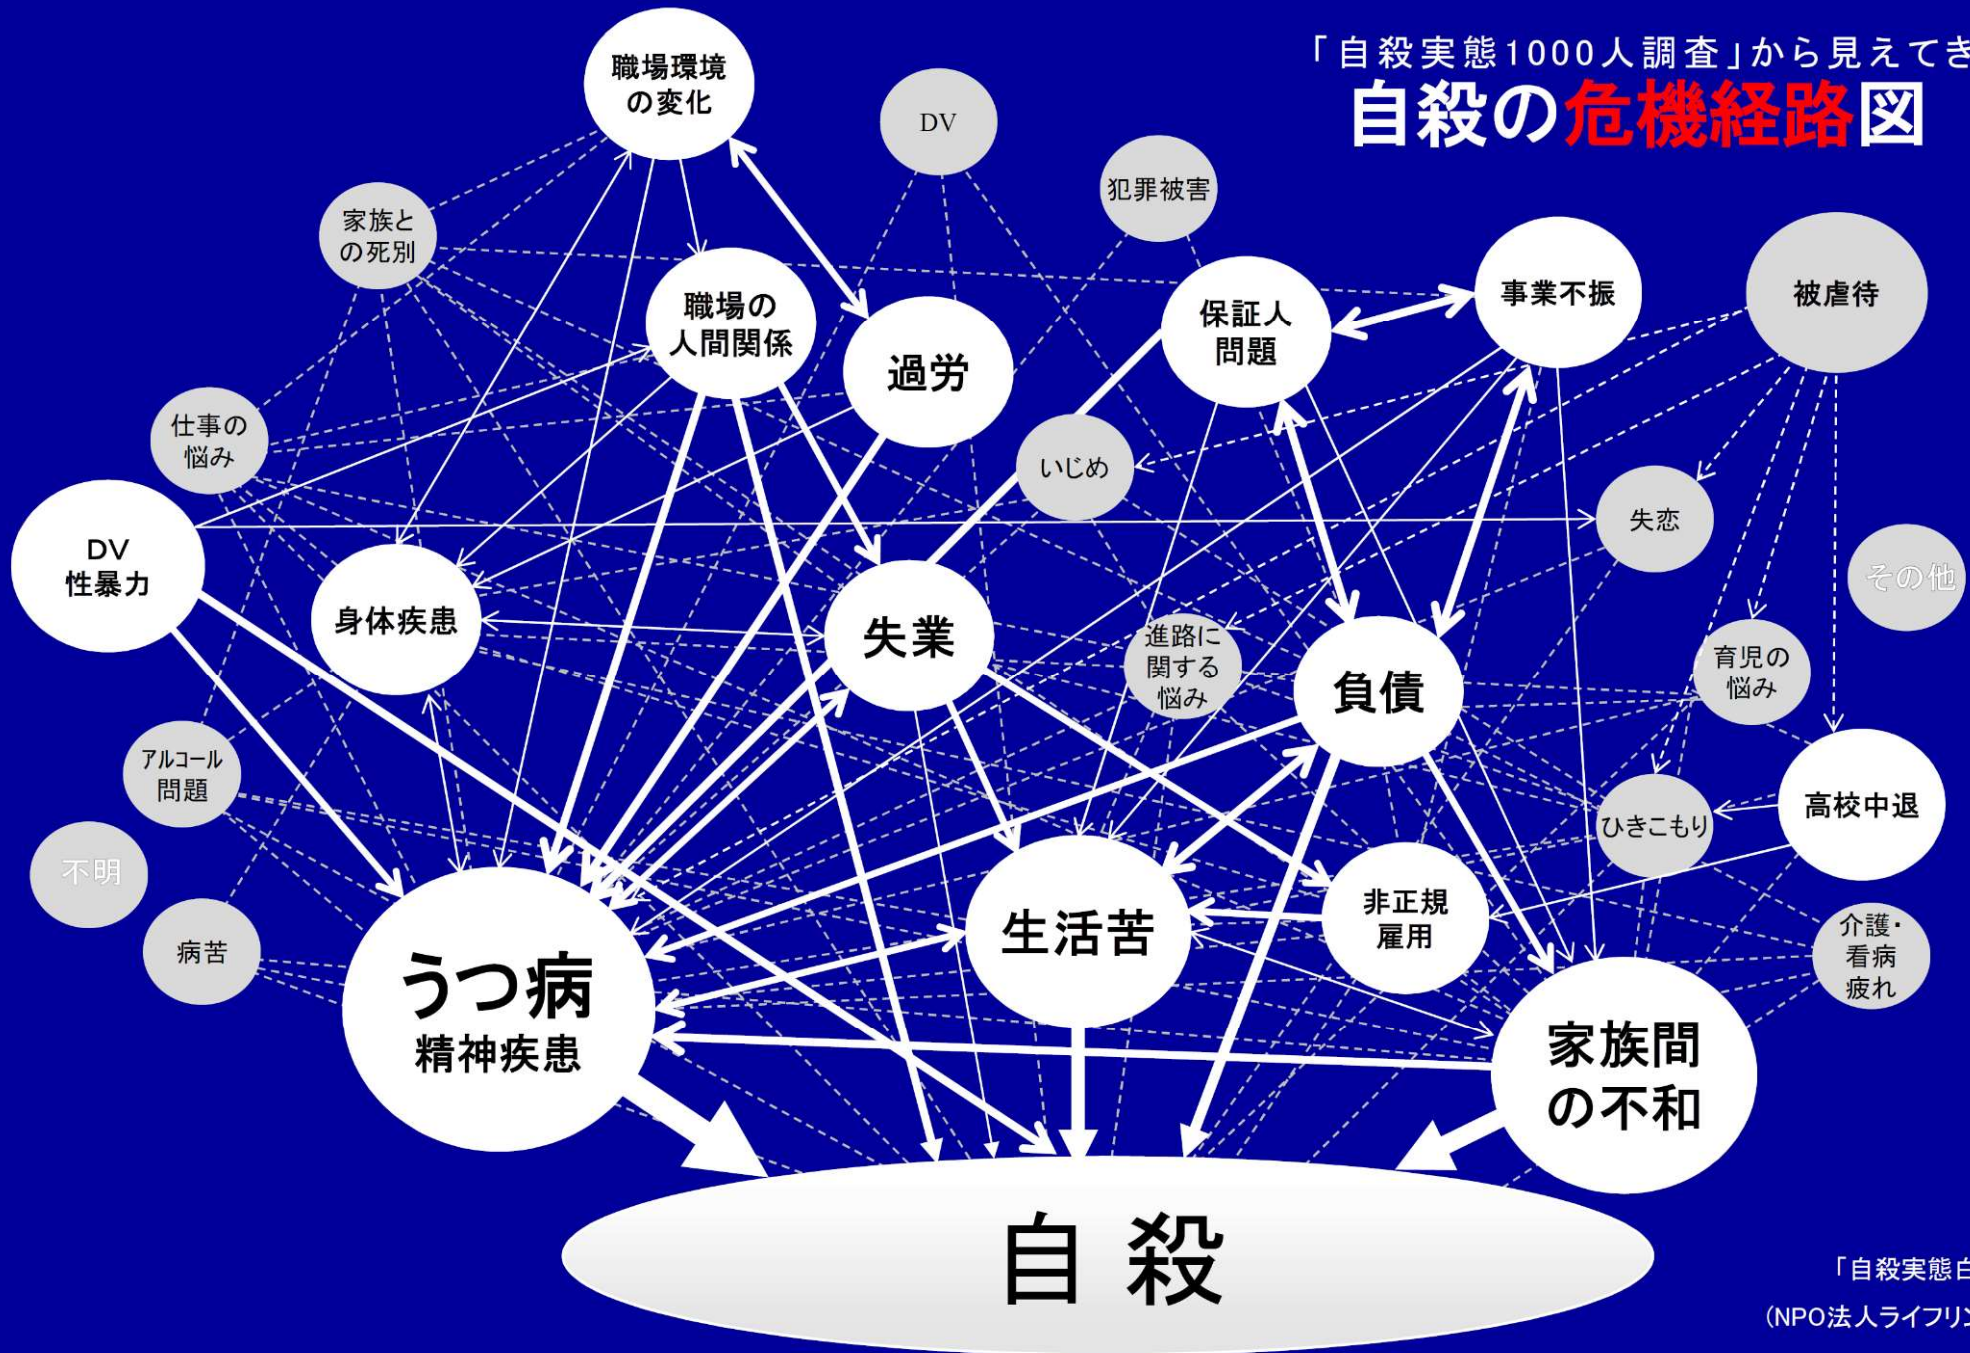 「自殺実態1000人調査」から見えてき
自殺の危機経路図
職場環境
の変化
DV
犯罪被害
家族と
の死別
職場の
人間関係
過労
保証人
問題
事業不振
被虐待
仕事の
悩み
いじめ
失恋
DV
性暴力
身体疾患
失業
進路に
関する
悩み
負債
育児の
悩み
その他
アルコール
問題
高校中退
ひきこもり
不明
病苦
うつ病
精神疾患
生活苦
非正規
雇用
介護・
看病
疲れ
家族間
の不和
自殺
「自殺実態白
(NPO法人ライフリン